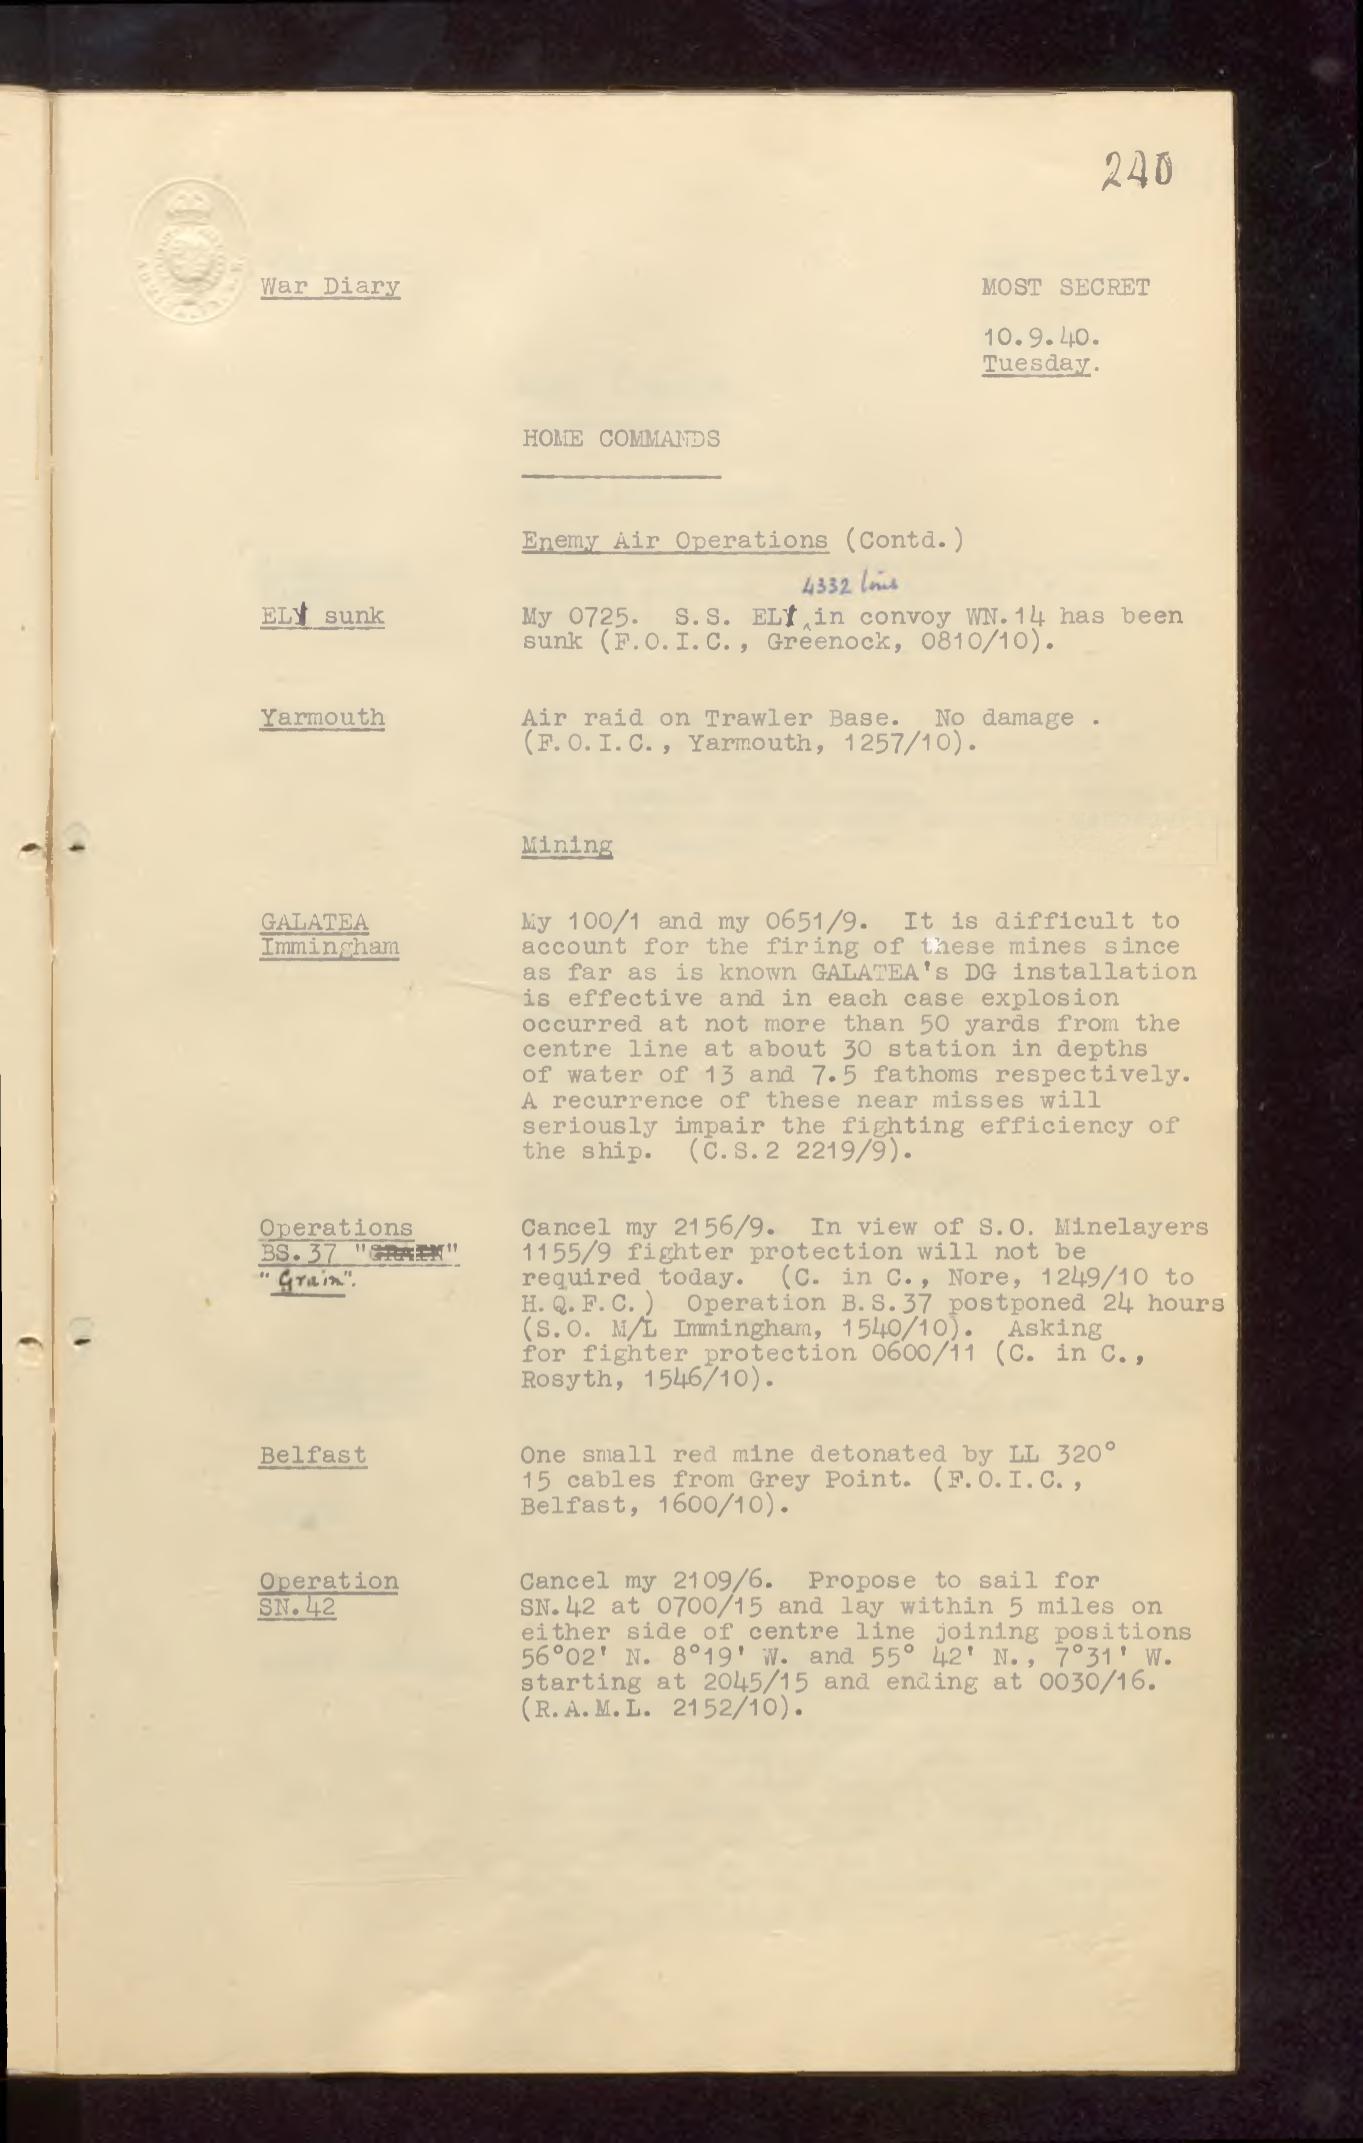 240
War Diary
MOST SECRET
10.9.40.
Tuesday.
HOME COMMANDS
Enemy Air Operations (Contd.)
4332 tons
ELY sunk
My 0725. S.S. ELY in convoy WN.14 has been
sunk (F.O.I.C., Greenock, 0810/10).
Yarmouth
Air raid on Trawler Base. No damage .
(F.O.I.C., Yarmouth, 1257/10).
Mining
GALATEA
Immingham
My 100/1 and my 0651/9. It is difficult to
account for the firing of these mines since
as far as is known GALATEA's DG installation
is effective and in each case explosion
occurred at not more than 50 yards from the
centre line at about 30 station in depths
of water of 13 and 7.5 fathoms respectively.
A recurrence of these near misses will
seriously impair the fighting efficiency of
the ship. (C.S.2 2219/9).
Operations
BS.37 "GRAIN"
"Grain".
Cancel my 2156/9. In view of S.O. Minelayers
1155/9 fighter protection will not be
required today. (C. in C., Nore, 1249/10 to
H.Q.F.C.) Operation B.S.37 postponed 24 hours
(S.O. M/L Immingham, 1540/10). Asking
for fighter protection 0600/11 (C. in C.,
Rosyth, 1546/10).
Belfast
One small red mine detonated by LL 320°
15 cables from Grey Point. (F.O.I.C.,
Belfast, 1600/10).
Operation
SN.42
Cancel my 2109/6. Propose to sail for
SN.42 at 0700/15 and lay within 5 miles on
either side of centre line joining positions
56°02' N. 8°19' W. and 55° 42' N., 7°31' W.
starting at 2045/15 and ending at 0030/16.
(R.A.M.L. 2152/10).